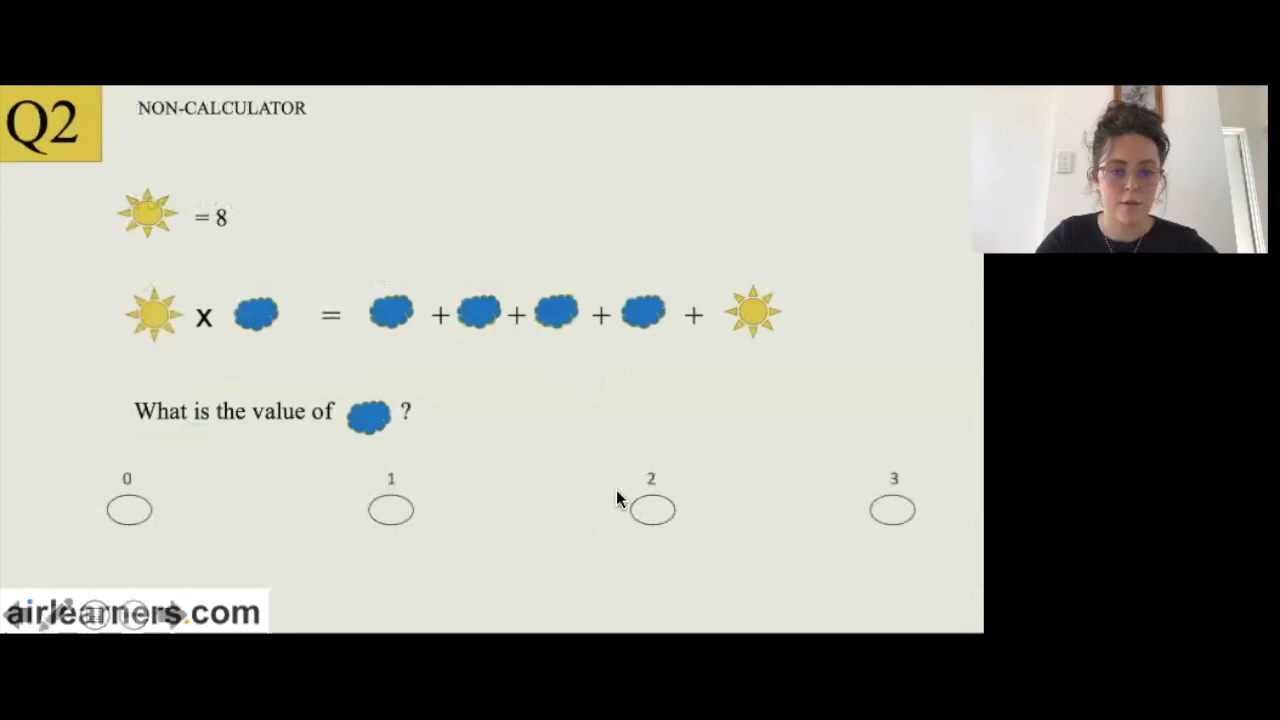 Q2
NON-CALCULATOR
= 8
x = + + + +
What is the value of ?
0 1 2 3
airlearners.com